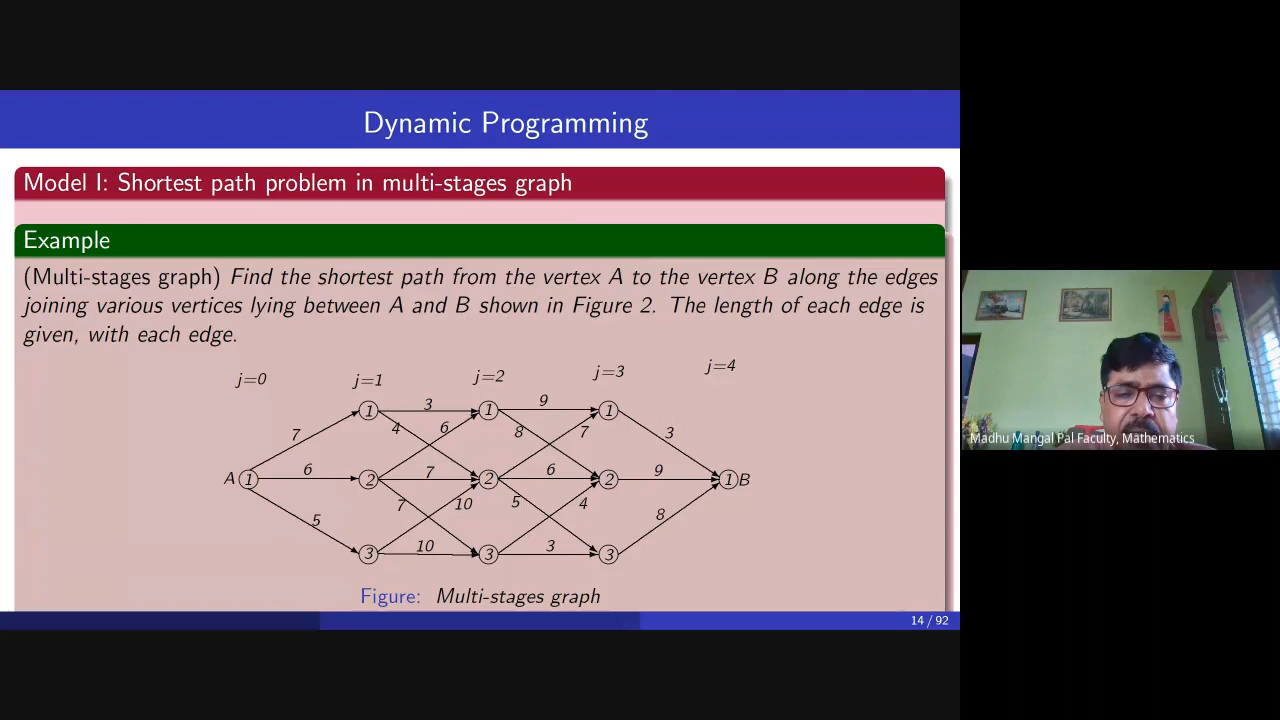 Dynamic Programming
Model I: Shortest path problem in multi-stages graph
Example
(Multi-stages graph) Find the shortest path from the vertex A to the vertex B along the edges
joining various vertices lying between A and B shown in Figure 2. The length of each edge is
given, with each edge.
j=0 j=1 j=2 j=3 j=4
1 3 1 9 1
7 4 6 8 7 3
A 1 6 2 7 2 6 2 9 1 B
5 7 10 5 4 8
3 10 3 3 3
Figure: Multi-stages graph
14 / 92
Madhu Mangal Pal Faculty, Mathematics